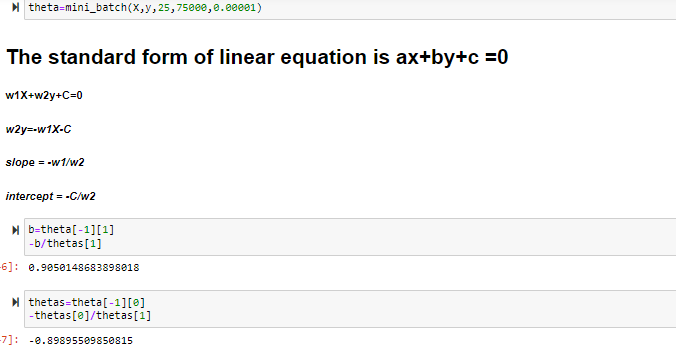 theta=mini_batch(X,y,25,75000,0.00001)
The standard form of linear equation is ax+by+c =0
w1X+w2y+C=0
w2y=-w1X-C
slope = -w1/w2
intercept = -C/w2
b=theta[-1][1]
-b/thetas[1]
6]: 0.9050148683898018
thetas=theta[-1][0]
-thetas[0]/thetas[1]
7]: -0.89895509850815